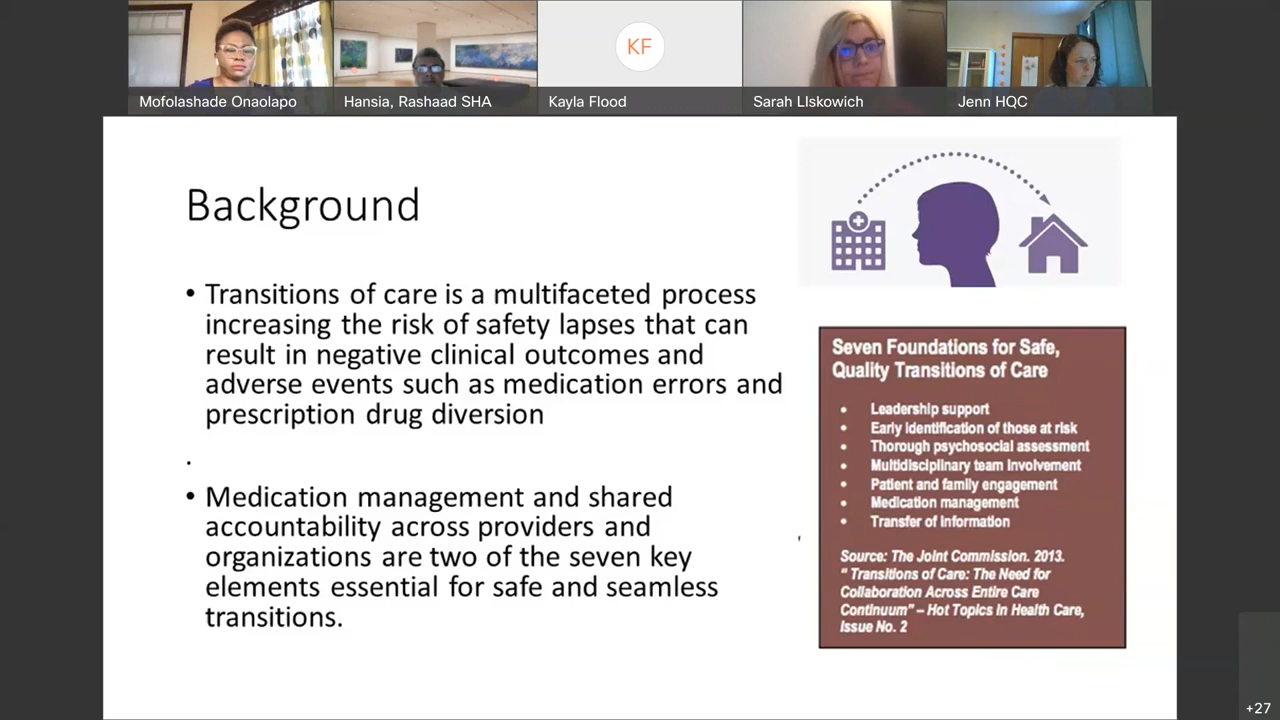 KF
Mofolashade Onaolapo
Hansia, Rashaad SHA
Kayla Flood
Sarah LIskowich
Jenn HQC
Background
• Transitions of care is a multifaceted process
increasing the risk of safety lapses that can
result in negative clinical outcomes and
adverse events such as medication errors and
prescription drug diversion
.
• Medication management and shared
accountability across providers and
organizations are two of the seven key
elements essential for safe and seamless
transitions.
Seven Foundations for Safe,
Quality Transitions of Care
• Leadership support
• Early identification of those at risk
• Thorough psychosocial assessment
• Multidisciplinary team involvement
• Patient and family engagement
• Medication management
• Transfer of information
Source: The Joint Commission. 2013.
“ Transitions of Care: The Need for
Collaboration Across Entire Care
Continuum” – Hot Topics in Health Care,
Issue No. 2
+27